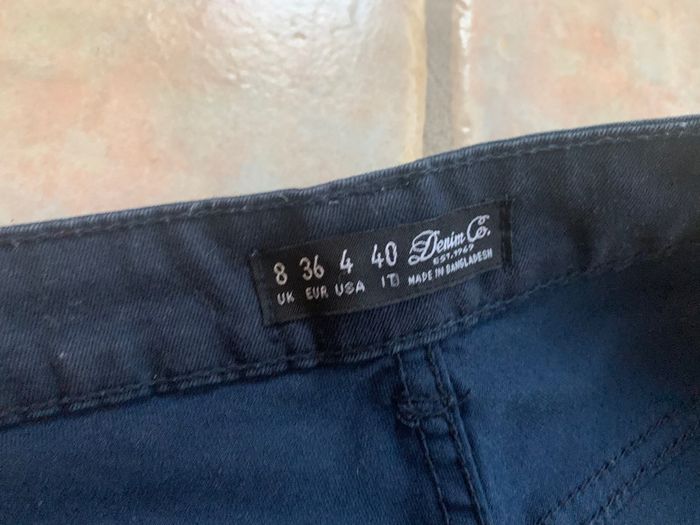 8 36 4 40 Denim Co.
UK EUR USA IT EST. 1969
MADE IN BANGLADESH